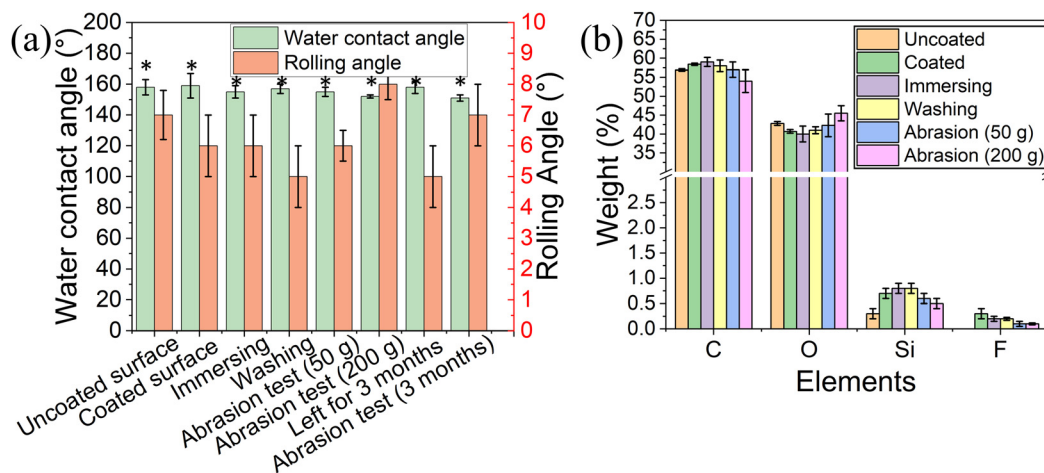 (a)
Water contact angle
Rolling angle
Water contact angle (°)
200
180
160
140
120
100
80
60
40
20
0
* * * * * * * *
10
9
8
7
6
5
4
3
2
1
0
Rolling Angle (°)
Uncoated surface
Coated surface
Immersing
Washing
Abrasion test (50 g)
Abrasion test (200 g)
Left for 3 months
Abrasion test (3 months)
(b)
Uncoated
Coated
Immersing
Washing
Abrasion (50 g)
Abrasion (200 g)
Weight (%)
70
65
60
55
50
45
40
35
2.5
2.0
1.5
1.0
0.5
0.0
C O Si F
Elements